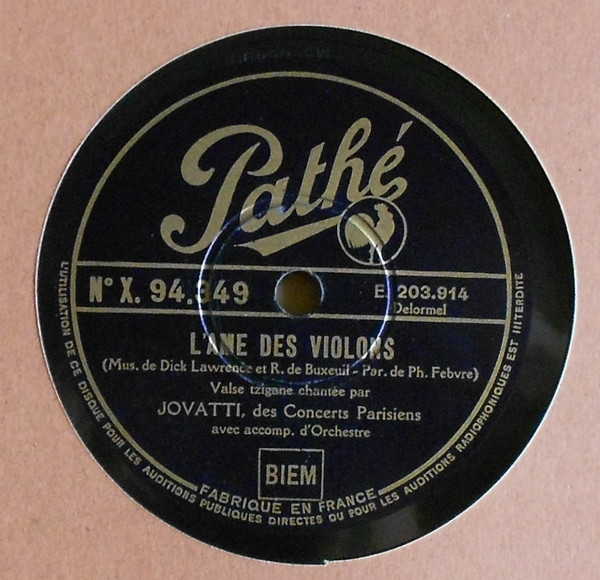 Pathé
N° X. 94.349
E. 203.914
Delormel
L'AME DES VIOLONS
(Mus. de Dick Lawrence et R. de Buxeuil - Par. de Ph. Febvre)
Valse tzigane chantée par
JOVATTI, des Concerts Parisiens
avec accomp. d'Orchestre
BIEM
FABRIQUE EN FRANCE
L'UTILISATION DE CE DISQUE POUR LES AUDITIONS PUBLIQUES DIRECTES OU POUR LES AUDITIONS RADIOPHONIQUES EST INTERDITE